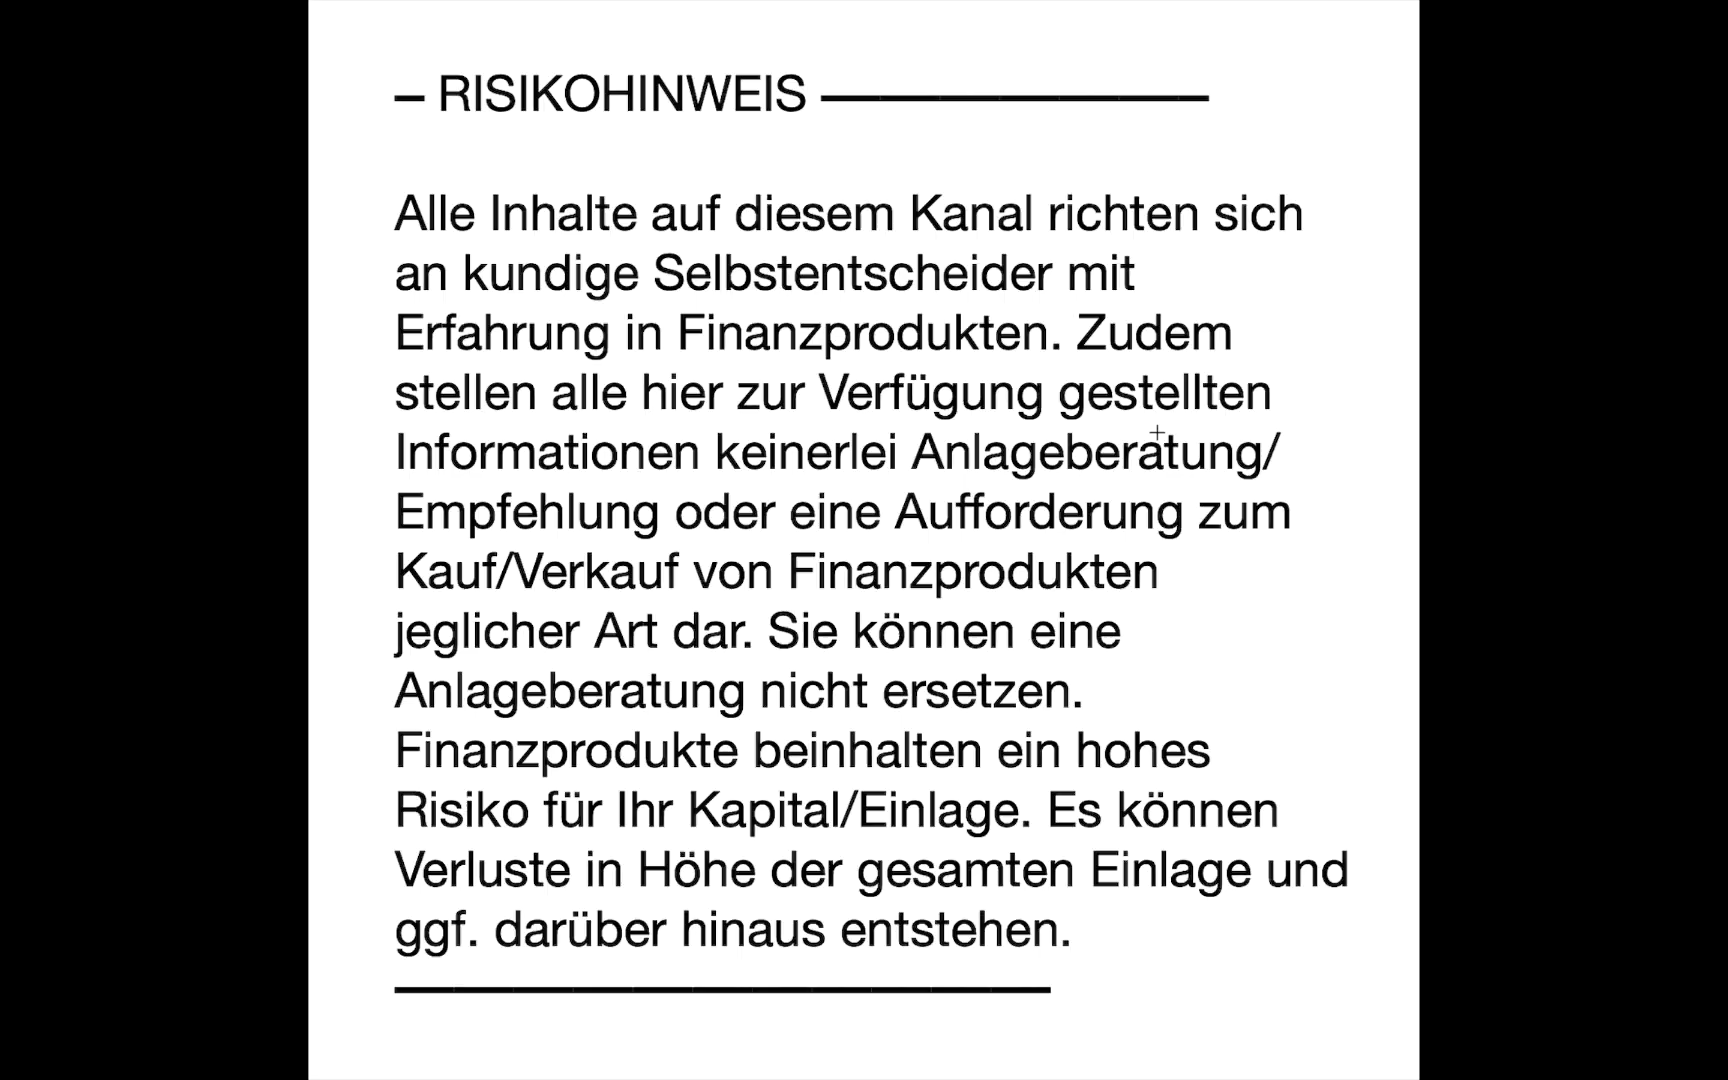 – RISIKOHINWEIS —————————
Alle Inhalte auf diesem Kanal richten sich
an kundige Selbstentscheider mit
Erfahrung in Finanzprodukten. Zudem
stellen alle hier zur Verfügung gestellten
Informationen keinerlei Anlageberatung/
Empfehlung oder eine Aufforderung zum
Kauf/Verkauf von Finanzprodukten
jeglicher Art dar. Sie können eine
Anlageberatung nicht ersetzen.
Finanzprodukte beinhalten ein hohes
Risiko für Ihr Kapital/Einlage. Es können
Verluste in Höhe der gesamten Einlage und
ggf. darüber hinaus entstehen.